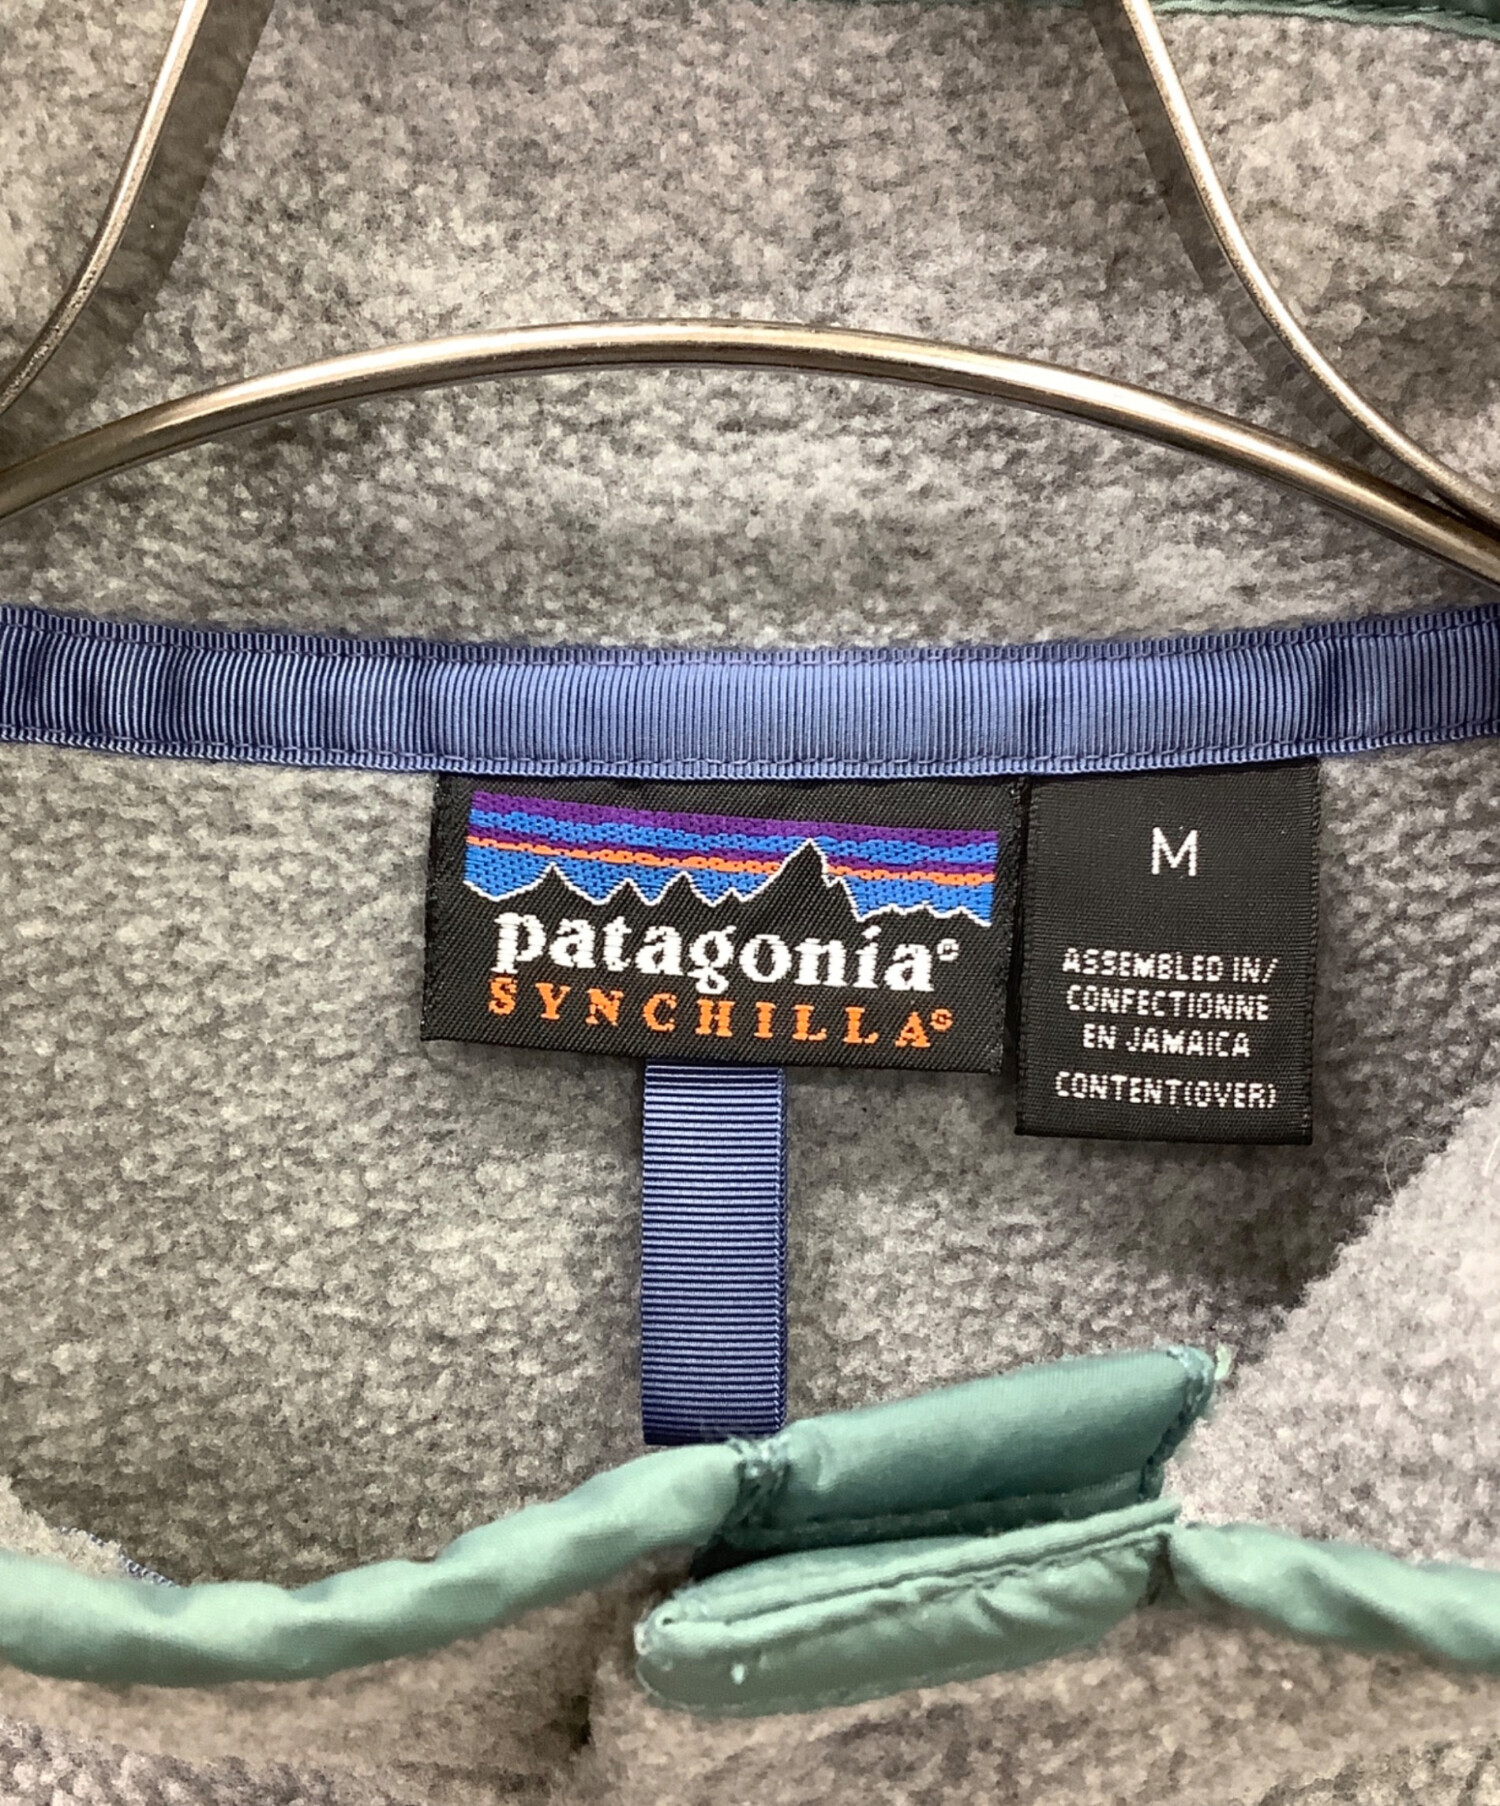 patagonia®
SYNCHILLA®
M
ASSEMBLED IN/
CONFECTIONNE
EN JAMAICA
CONTENT(OVER)